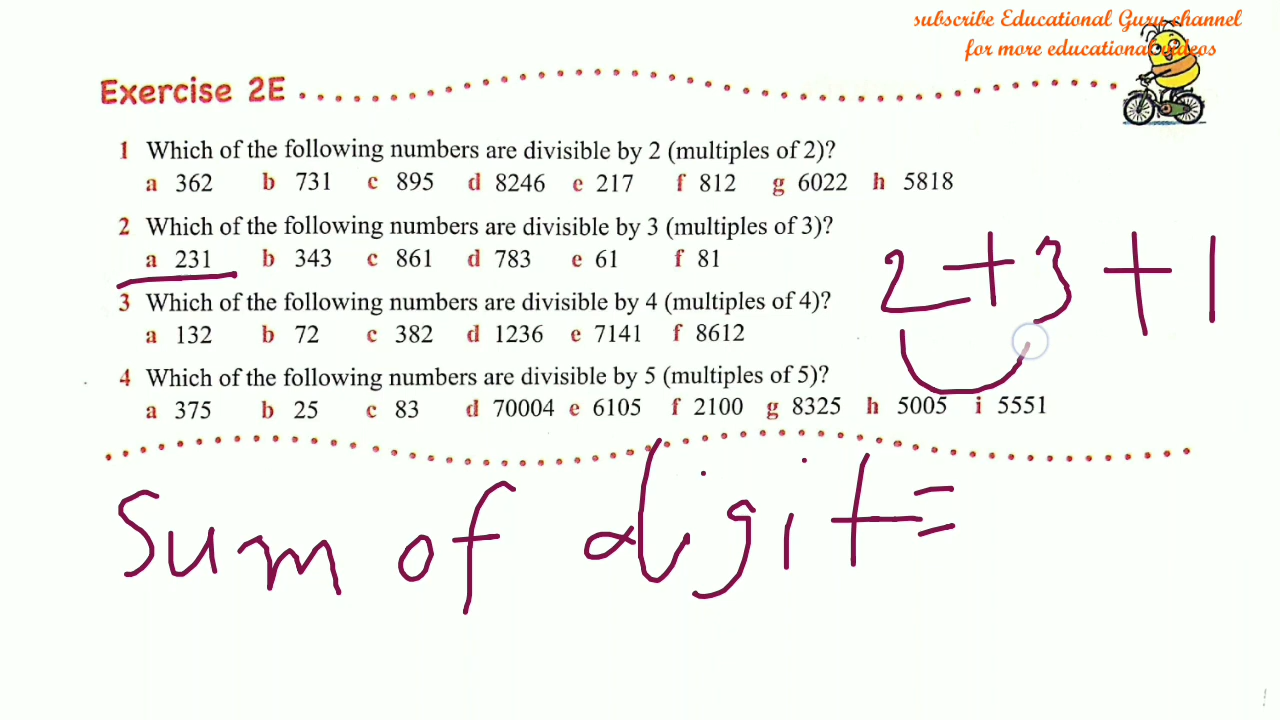 subscribe Educational Gury channel
for more educational videos
Exercise 2E
1 Which of the following numbers are divisible by 2 (multiples of 2)?
a 362 b 731 c 895 d 8246 e 217 f 812 g 6022 h 5818
2 Which of the following numbers are divisible by 3 (multiples of 3)?
a 231 b 343 c 861 d 783 e 61 f 81
2+3+1
3 Which of the following numbers are divisible by 4 (multiples of 4)?
a 132 b 72 c 382 d 1236 e 7141 f 8612
4 Which of the following numbers are divisible by 5 (multiples of 5)?
a 375 b 25 c 83 d 70004 e 6105 f 2100 g 8325 h 5005 i 5551
Sum of digit=